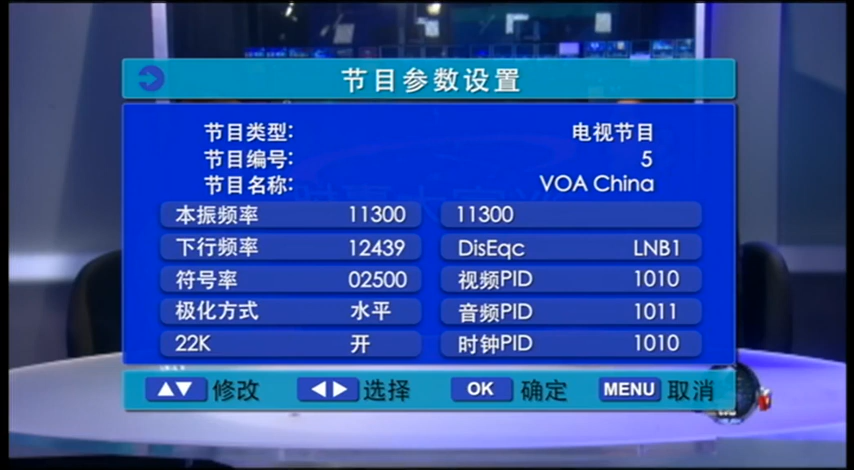 节目参数设置
节目类型: 电视节目
节目编号: 5
节目名称: VOA China
本振频率 11300 11300
下行频率 12439 DisEqc LNB1
符号率 02500 视频PID 1010
极化方式 水平 音频PID 1011
22K 开 时钟PID 1010
▲▼ 修改 ◀▶ 选择 OK 确定 MENU 取消